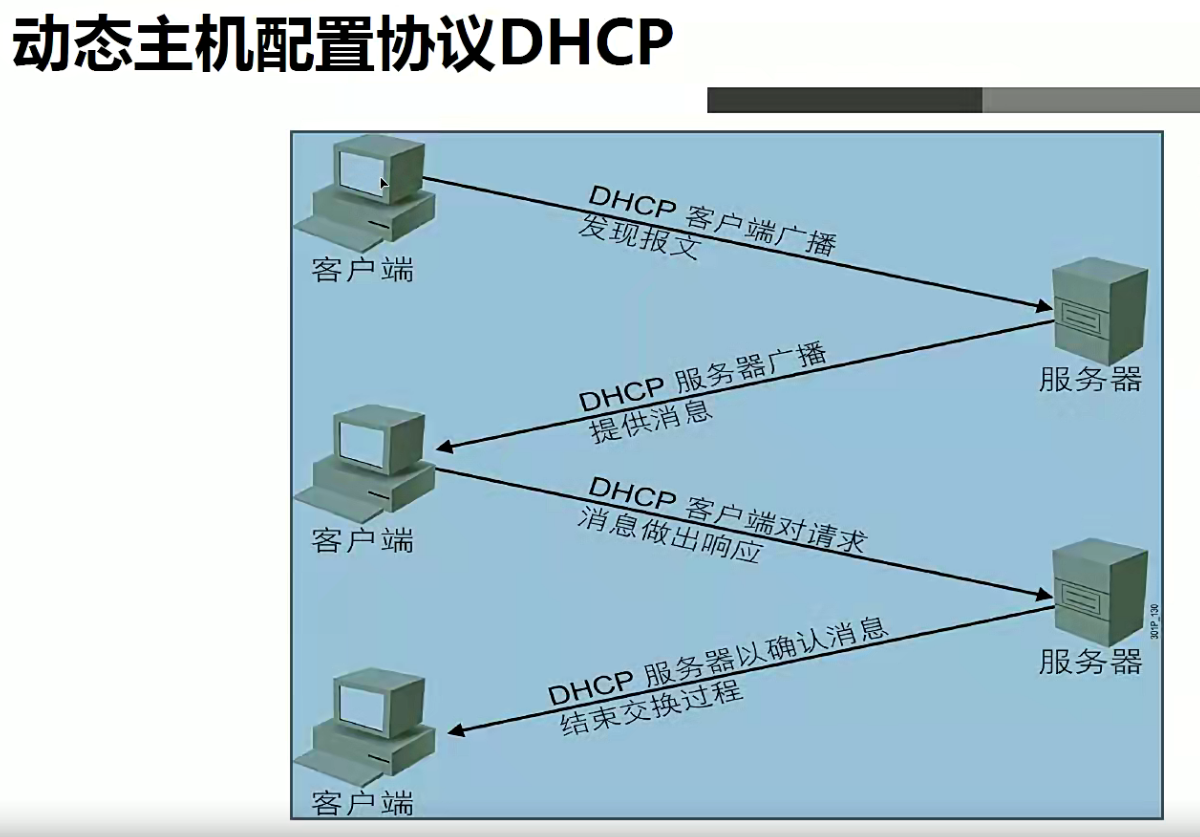 动态主机配置协议DHCP
DHCP 客户端广播
发现报文
客户端
服务器
DHCP 服务器广播
提供消息
客户端
DHCP 客户端对请求
消息做出响应
服务器
301P_130
DHCP 服务器以确认消息
结束交换过程
客户端